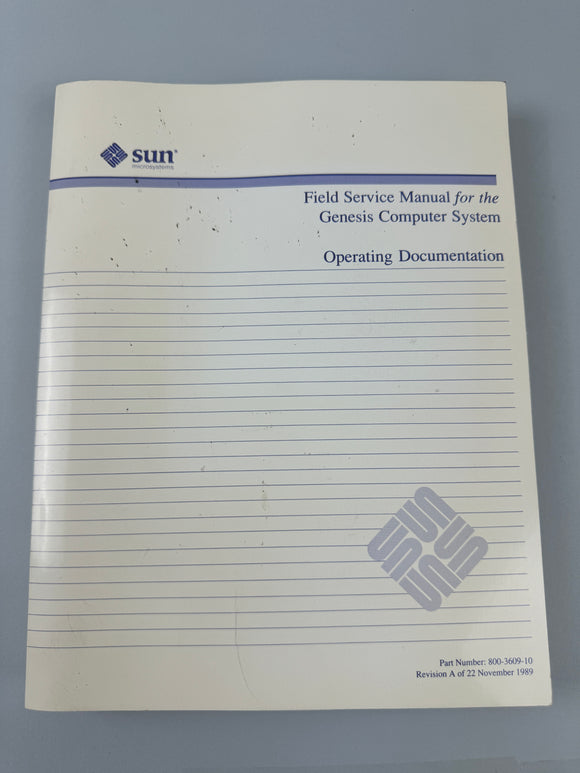 sun
microsystems
Field Service Manual for the
Genesis Computer System
Operating Documentation
Part Number: 800-3609-10
Revision A of 22 November 1989